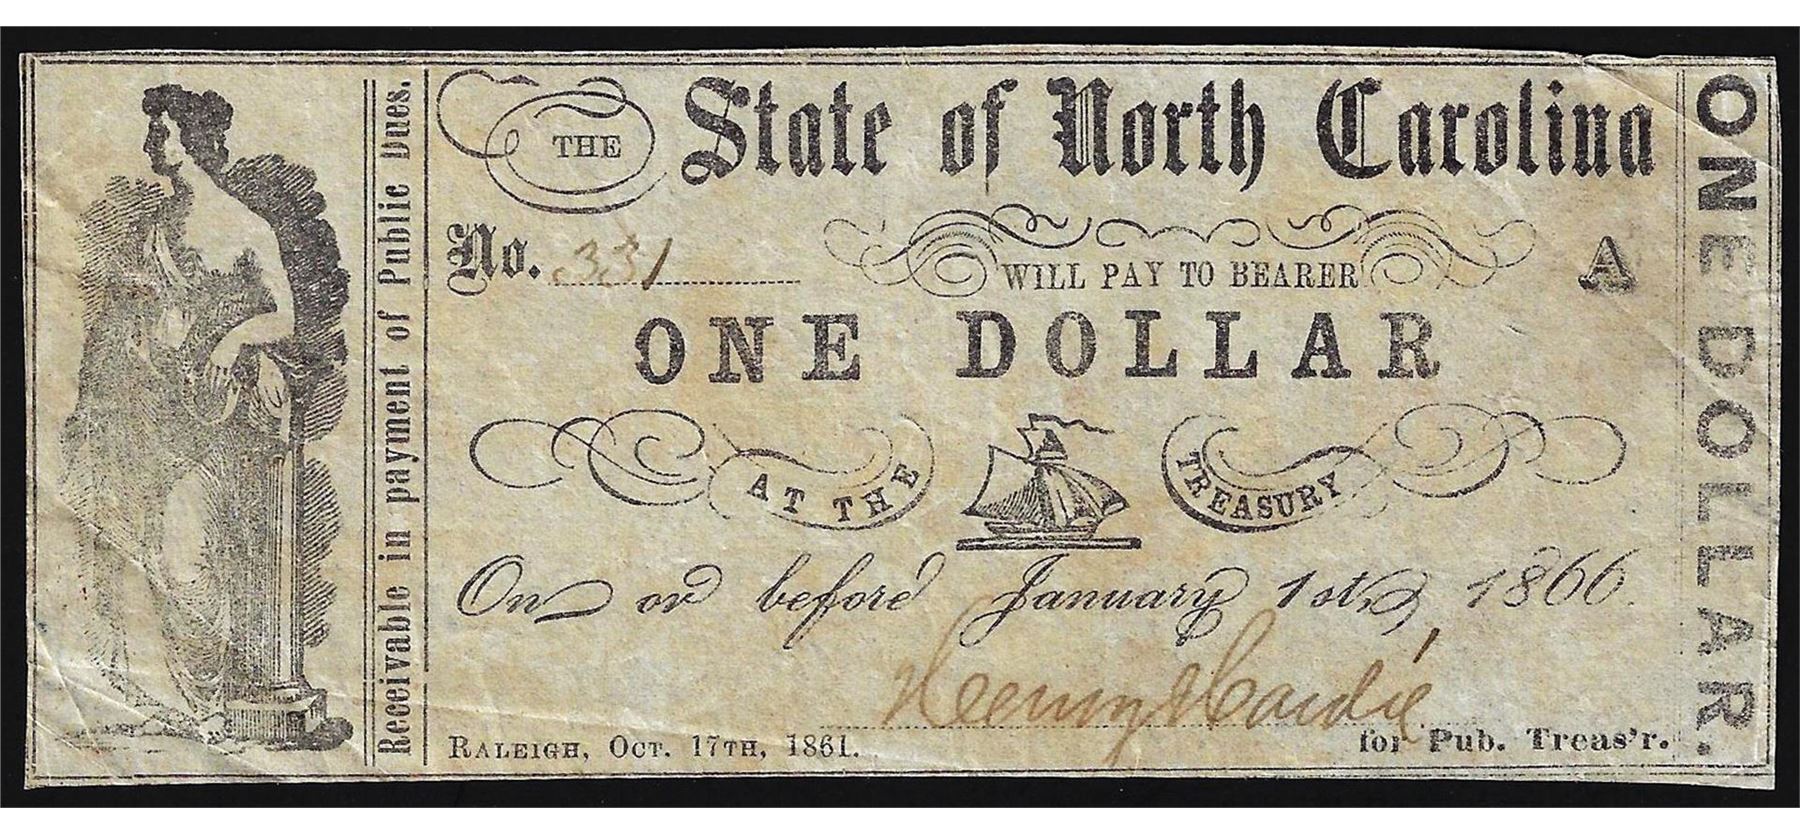 THE State of North Carolina
No. 331
WILL PAY TO BEARER
A
ONE DOLLAR
AT THE TREASURY
On or before January 1st, 1866.
RALEIGH, OCT. 17TH, 1861.
for Pub. Treas'r.
Receivable in payment of Public Dues.
ONE DOLLAR.